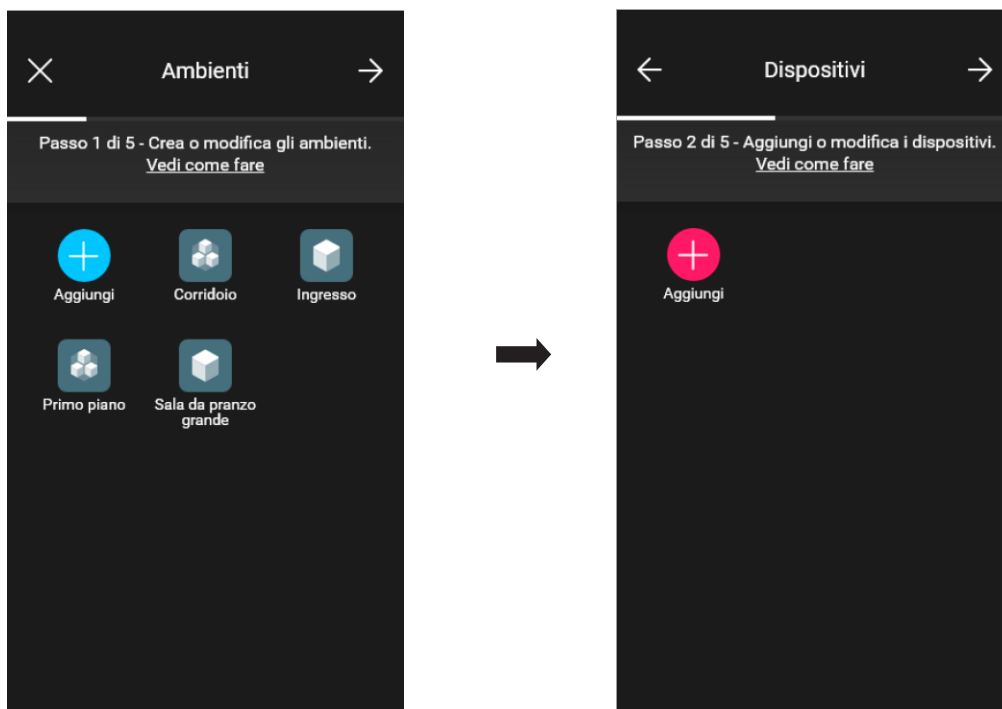 Ambienti
Passo 1 di 5 - Crea o modifica gli ambienti.
Vedi come fare
Aggiungi
Corridoio
Ingresso
Primo piano
Sala da pranzo
grande
Dispositivi
Passo 2 di 5 - Aggiungi o modifica i dispositivi.
Vedi come fare
Aggiungi